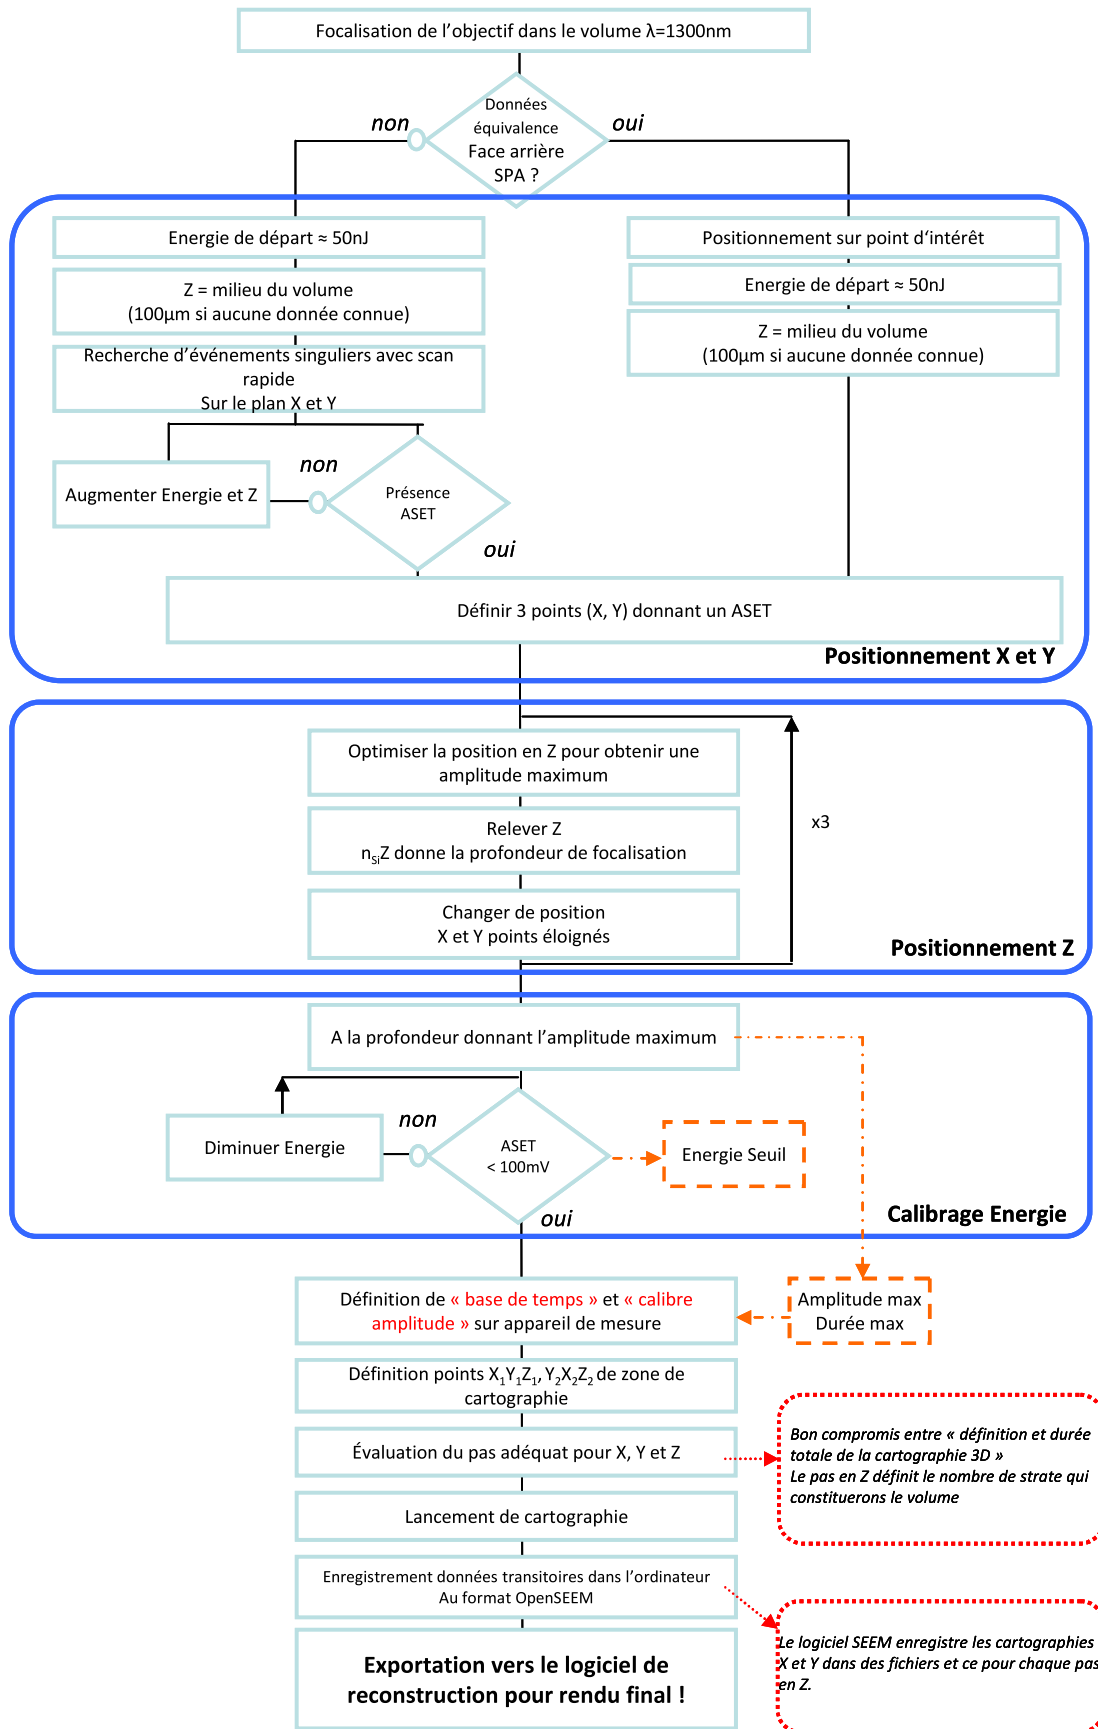 Focalisation de l'objectif dans le volume λ=1300nm
Données
équivalence
Face arrière
SPA ?
non
oui
Energie de départ ≈ 50nJ
Z = milieu du volume
(100µm si aucune donnée connue)
Recherche d'événements singuliers avec scan
rapide
Sur le plan X et Y
Positionnement sur point d'intérêt
Energie de départ ≈ 50nJ
Z = milieu du volume
(100µm si aucune donnée connue)
Augmenter Energie et Z
non
Présence
ASET
oui
Définir 3 points (X, Y) donnant un ASET
Positionnement X et Y
Optimiser la position en Z pour obtenir une
amplitude maximum
Relever Z
nSiZ donne la profondeur de focalisation
Changer de position
X et Y points éloignés
x3
Positionnement Z
A la profondeur donnant l'amplitude maximum
Diminuer Energie
non
ASET
< 100mV
oui
Energie Seuil
Calibrage Energie
Définition de « base de temps » et « calibre
amplitude » sur appareil de mesure
Amplitude max
Durée max
Définition points X1Y1Z1, Y2X2Z2 de zone de
cartographie
Évaluation du pas adéquat pour X, Y et Z
Bon compromis entre « définition et durée
totale de la cartographie 3D »
Le pas en Z définit le nombre de strate qui
constituerons le volume
Lancement de cartographie
Enregistrement données transitoires dans l'ordinateur
Au format OpenSEEM
Le logiciel SEEM enregistre les cartographies
X et Y dans des fichiers et ce pour chaque pas
en Z.
Exportation vers le logiciel de
reconstruction pour rendu final !